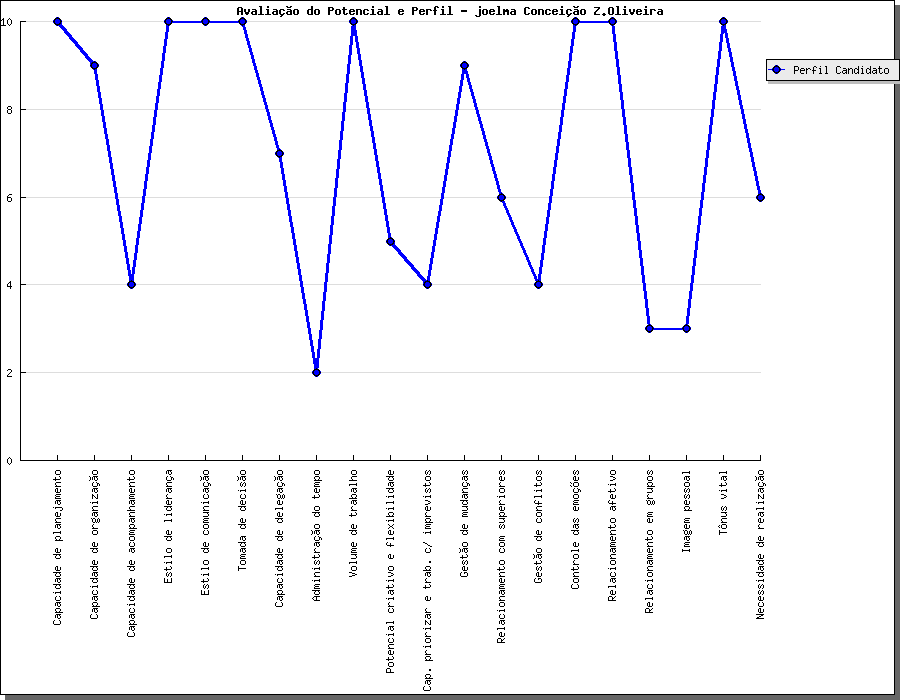 Avaliação do Potencial e Perfil - joelma Conceição Z.Oliveira
10
8
6
4
2
0
Perfil Candidato
Capacidade de planejamento
Capacidade de organização
Capacidade de acompanhamento
Estilo de liderança
Estilo de comunicação
Tomada de decisão
Capacidade de delegação
Administração do tempo
Volume de trabalho
Potencial criativo e flexibilidade
Cap. priorizar e trab. c/ imprevistos
Gestão de mudanças
Relacionamento com superiores
Gestão de conflitos
Controle das emoções
Relacionamento afetivo
Relacionamento em grupos
Imagem pessoal
Tônus vital
Necessidade de realização